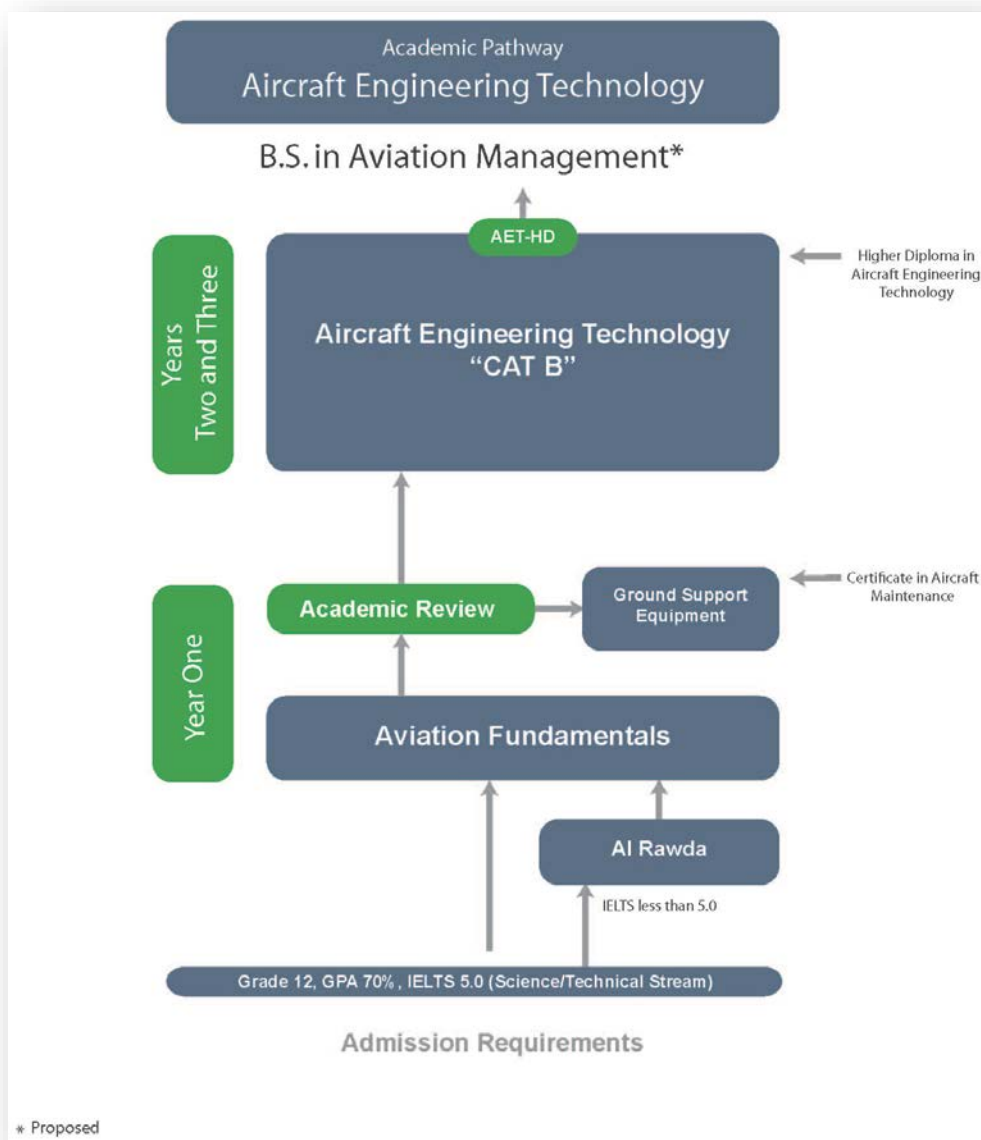 Academic Pathway
Aircraft Engineering Technology
B.S. in Aviation Management*
AET-HD
Years
Two and Three
Higher Diploma in
Aircraft Engineering
Technology
Aircraft Engineering Technology
“CAT B”
Year One
Academic Review
Ground Support
Equipment
Certificate in Aircraft
Maintenance
Aviation Fundamentals
Al Rawda
IELTS less than 5.0
Grade 12, GPA 70% , IELTS 5.0 (Science/Technical Stream)
Admission Requirements
* Proposed